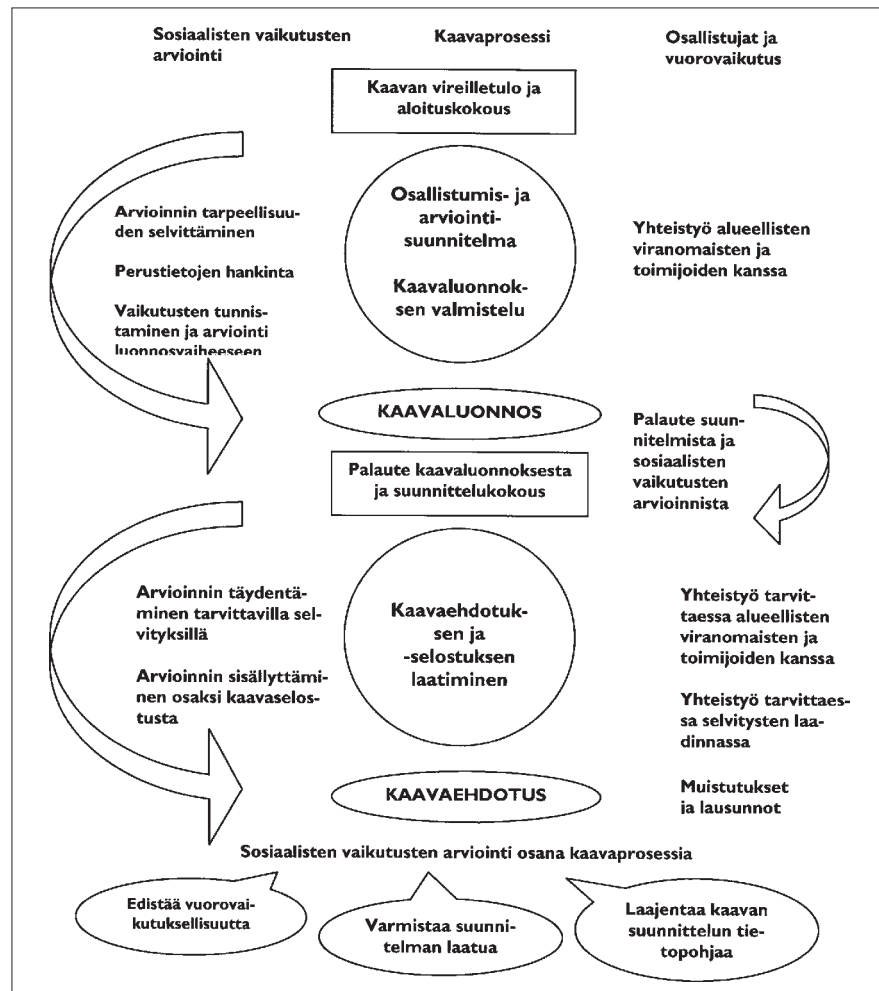 Sosiaalisten vaikutusten
arviointi
Kaavaprosessi
Osallistujat ja
vuorovaikutus
Kaavan vireilletulo ja
aloituskokous
Arvioinnin tarpeellisuu-
den selvittäminen
Perustietojen hankinta
Vaikutusten tunnis-
taminen ja arviointi
luonnosvaiheeseen
Osallistumis- ja
arviointi-
suunnitelma
Kaavaluonnok-
sen valmistelu
Yhteistyö alueellisten
viranomaisten ja
toimijoiden kanssa
KAAVALUONNOS
Palaute kaavaluonnoksesta
ja suunnittelukokous
Palaute suun-
nitelmista ja
sosiaalisten
vaikutusten
arvioinnista
Arvioinnin täydentä-
minen tarvittavilla sel-
vityksillä
Arvioinnin sisällyttämi-
nen osaksi kaavaselos-
tusta
Kaavaehdotuk-
sen ja
-selostuksen
laatiminen
Yhteistyö tarvit-
taessa alueellisten
viranomaisten ja
toimijoiden kanssa
Yhteistyö tarvittaes-
sa selvitysten laa-
dinnassa
KAAVAEHDOTUS
Muistutukset
ja lausunnot
Sosiaalisten vaikutusten arviointi osana kaavaprosessia
Edistää vuorovai-
kutuksellisuutta
Varmistaa suunni-
telman laatua
Laajentaa kaavan
suunnittelun tie-
topohjaa